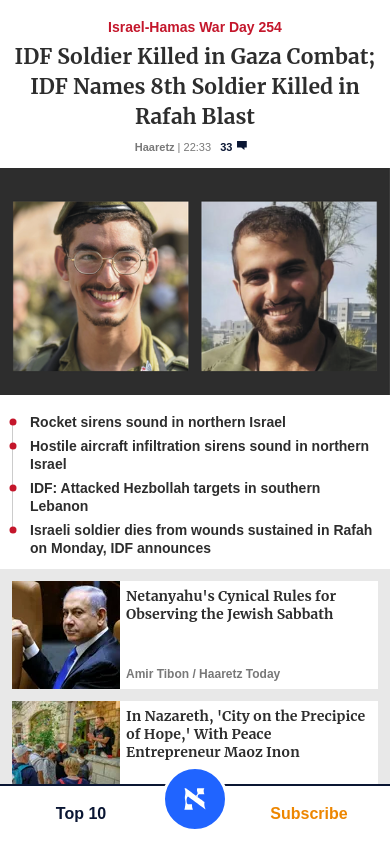 Israel-Hamas War Day 254
IDF Soldier Killed in Gaza Combat;
IDF Names 8th Soldier Killed in
Rafah Blast
Haaretz | 22:33 33
Rocket sirens sound in northern Israel
Hostile aircraft infiltration sirens sound in northern
Israel
IDF: Attacked Hezbollah targets in southern
Lebanon
Israeli soldier dies from wounds sustained in Rafah
on Monday, IDF announces
Netanyahu's Cynical Rules for
Observing the Jewish Sabbath
Amir Tibon / Haaretz Today
In Nazareth, 'City on the Precipice
of Hope,' With Peace
Entrepreneur Maoz Inon
Top 10
א
Subscribe